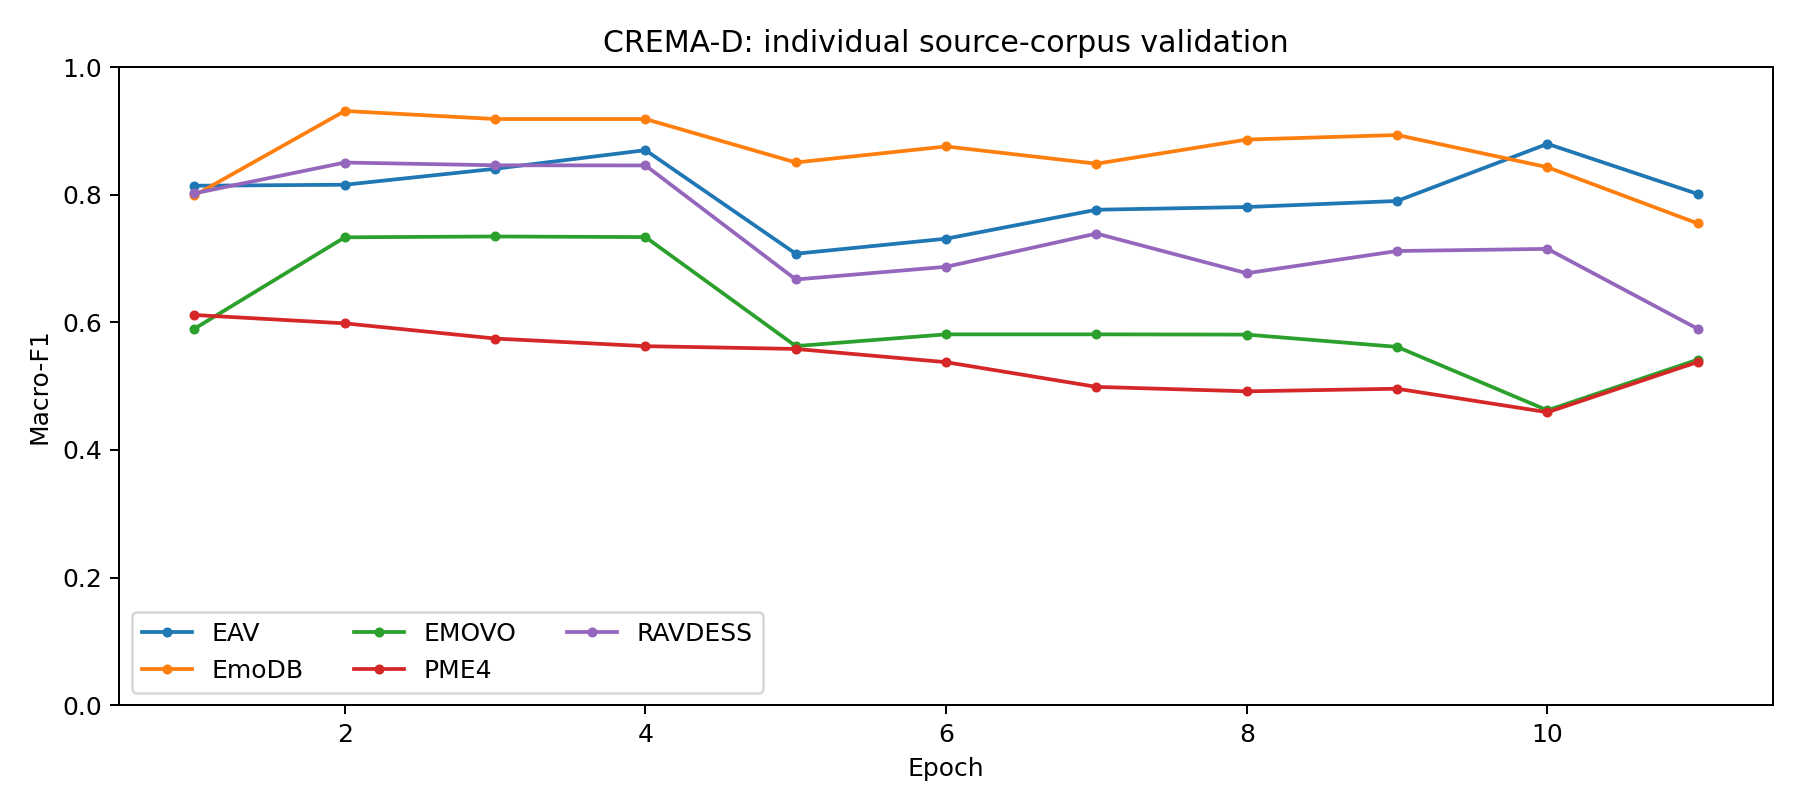 CREMA-D: individual source-corpus validation
1.0
0.8
0.6
0.4
0.2
0.0
Macro-F1
EAV
EmoDB
EMOVO
PME4
RAVDESS
2
4
6
8
10
Epoch